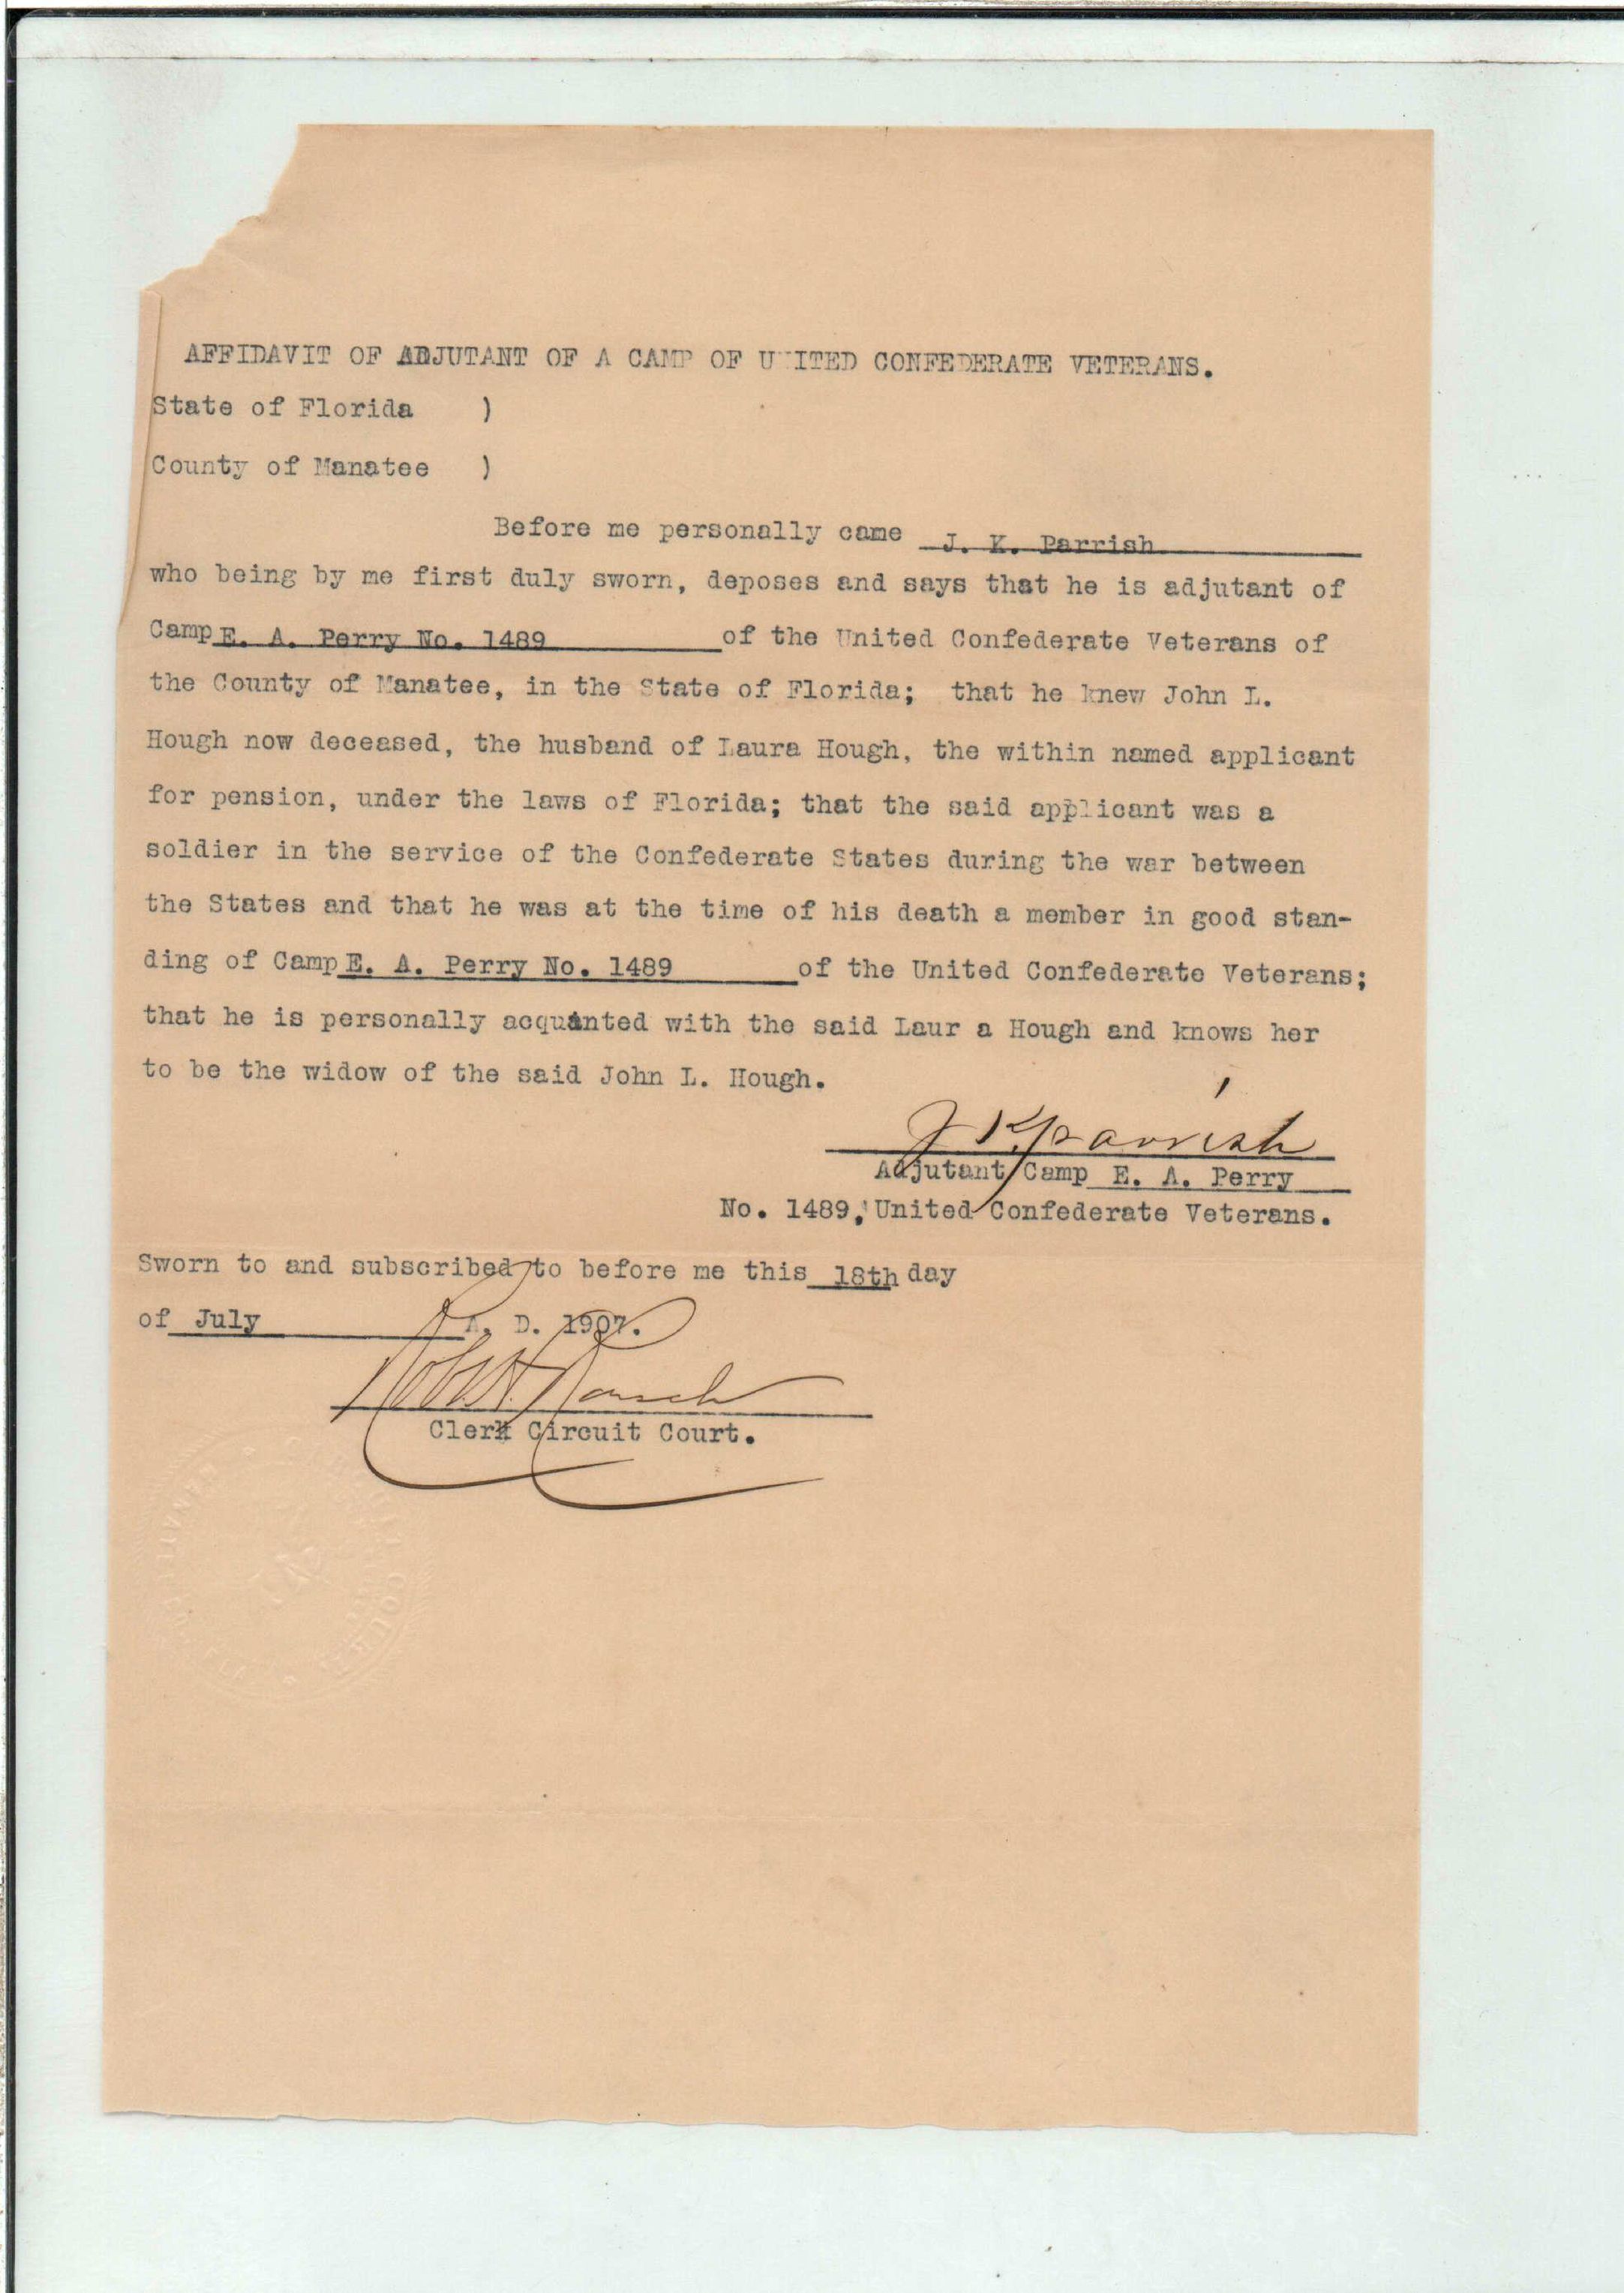 AFFIDAVIT OF ADJUTANT OF A CAMP OF UNITED CONFEDERATE VETERANS.
State of Florida )
County of Manatee )
Before me personally came J. K. Parrish
who being by me first duly sworn, deposes and says that he is adjutant of
Camp E. A. Perry No. 1489 of the United Confederate Veterans of
the County of Manatee, in the State of Florida; that he knew John L.
Hough now deceased, the husband of Laura Hough, the within named applicant
for pension, under the laws of Florida; that the said applicant was a
soldier in the service of the Confederate States during the war between
the States and that he was at the time of his death a member in good stan-
ding of Camp E. A. Perry No. 1489 of the United Confederate Veterans;
that he is personally acquanted with the said Laur a Hough and knows her
to be the widow of the said John L. Hough.
J K Parrish
Adjutant Camp E. A. Perry
No. 1489, United Confederate Veterans.
Sworn to and subscribed to before me this 18th day
of July A. D. 1907.
Robt. H. Roesch
Clerk Circuit Court.